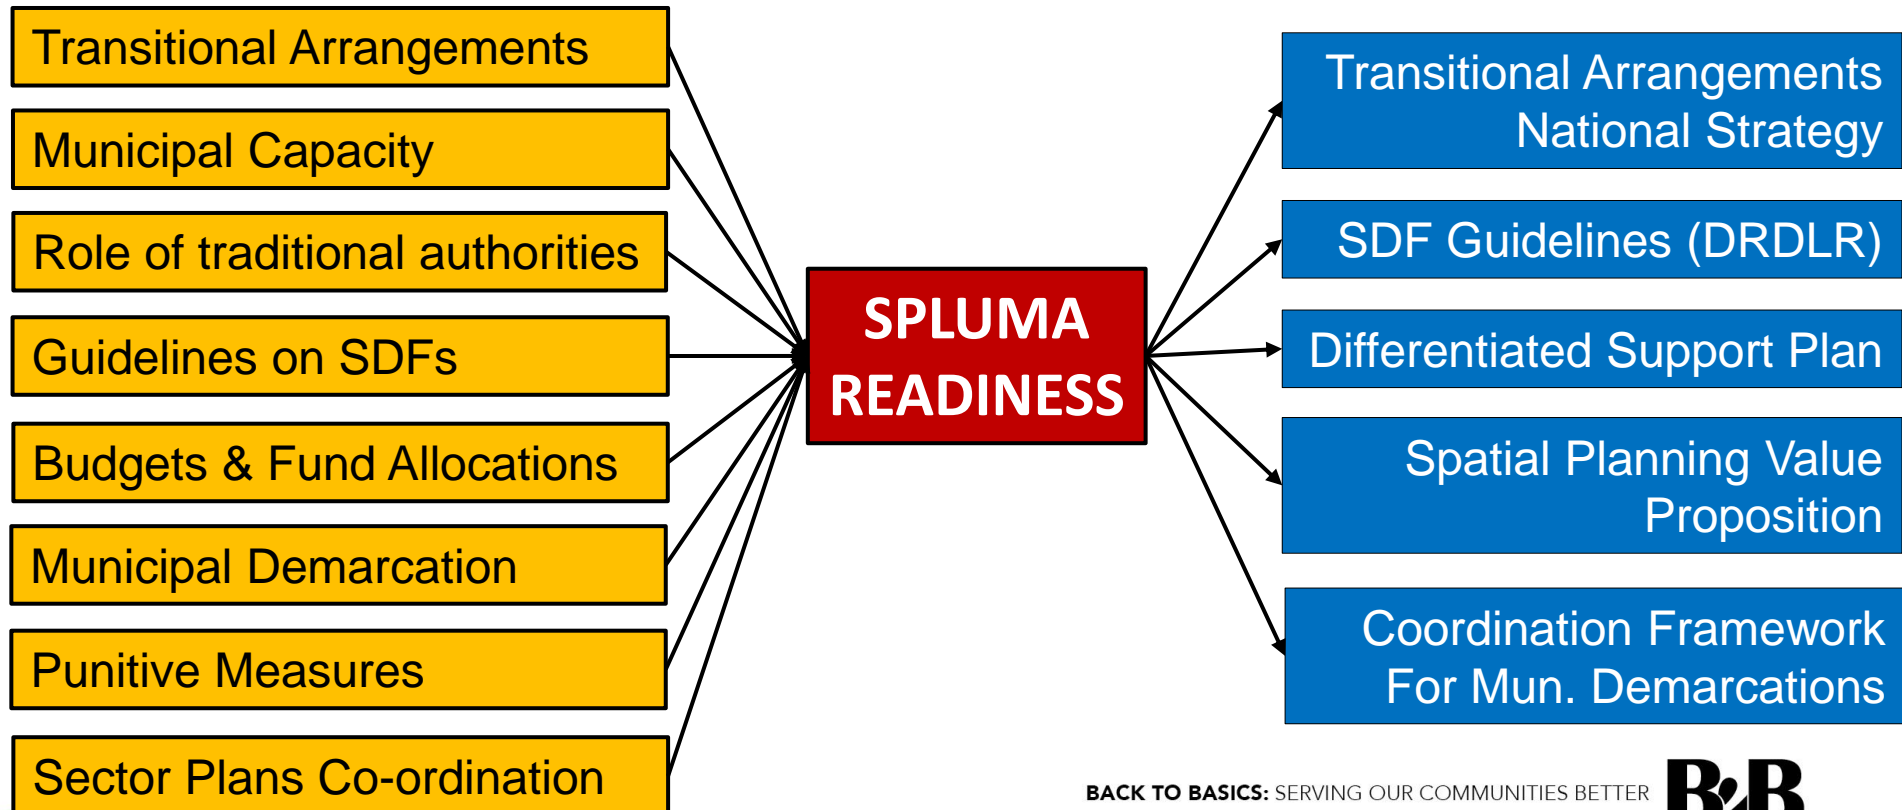 Transitional Arrangements
Municipal Capacity
Role of traditional authorities
Guidelines on SDFs
Budgets & Fund Allocations
Municipal Demarcation
Punitive Measures
Sector Plans Co-ordination
SPLUMA
READINESS
Transitional Arrangements
National Strategy
SDF Guidelines (DRDLR)
Differentiated Support Plan
Spatial Planning Value
Proposition
Coordination Framework
For Mun. Demarcations
BACK TO BASICS: SERVING OUR COMMUNITIES BETTER
B2B